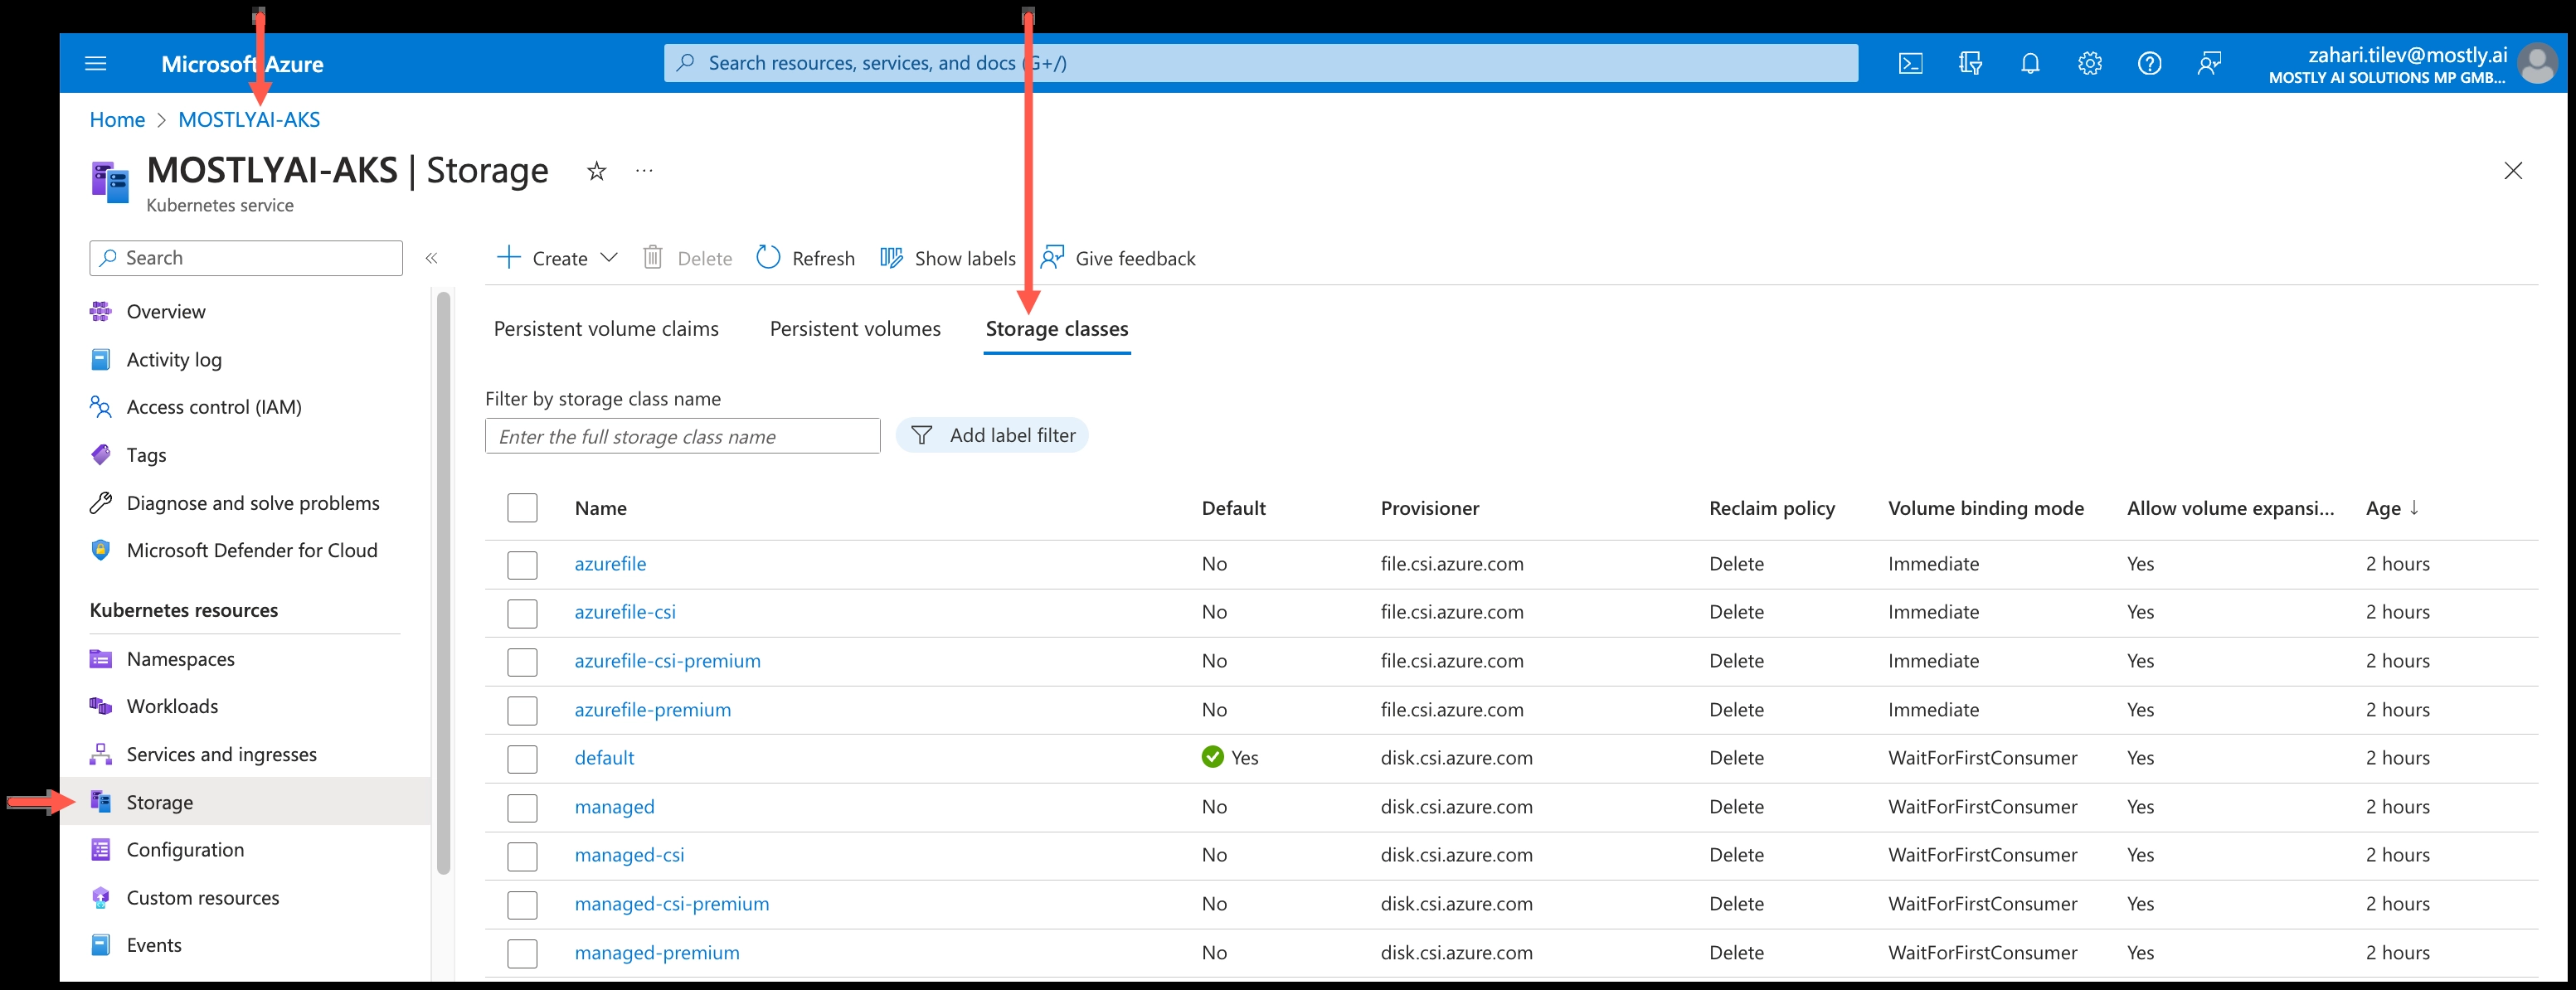 Microsoft Azure
Search resources, services, and docs (G+/)
zahari.tilev@mostly.ai
MOSTLY AI SOLUTIONS MP GMB...
Home > MOSTLYAI-AKS
MOSTLYAI-AKS | Storage
...
Kubernetes service
Search
«
Create
Delete
Refresh
Show labels
Give feedback
Overview
Activity log
Access control (IAM)
Tags
Diagnose and solve problems
Microsoft Defender for Cloud
Kubernetes resources
Namespaces
Workloads
Services and ingresses
Storage
Configuration
Custom resources
Events
Persistent volume claims
Persistent volumes
Storage classes
Filter by storage class name
Enter the full storage class name
Add label filter
Name Default Provisioner Reclaim policy Volume binding mode Allow volume expansi... Age ↓
azurefile No file.csi.azure.com Delete Immediate Yes 2 hours
azurefile-csi No file.csi.azure.com Delete Immediate Yes 2 hours
azurefile-csi-premium No file.csi.azure.com Delete Immediate Yes 2 hours
azurefile-premium No file.csi.azure.com Delete Immediate Yes 2 hours
default Yes disk.csi.azure.com Delete WaitForFirstConsumer Yes 2 hours
managed No disk.csi.azure.com Delete WaitForFirstConsumer Yes 2 hours
managed-csi No disk.csi.azure.com Delete WaitForFirstConsumer Yes 2 hours
managed-csi-premium No disk.csi.azure.com Delete WaitForFirstConsumer Yes 2 hours
managed-premium No disk.csi.azure.com Delete WaitForFirstConsumer Yes 2 hours